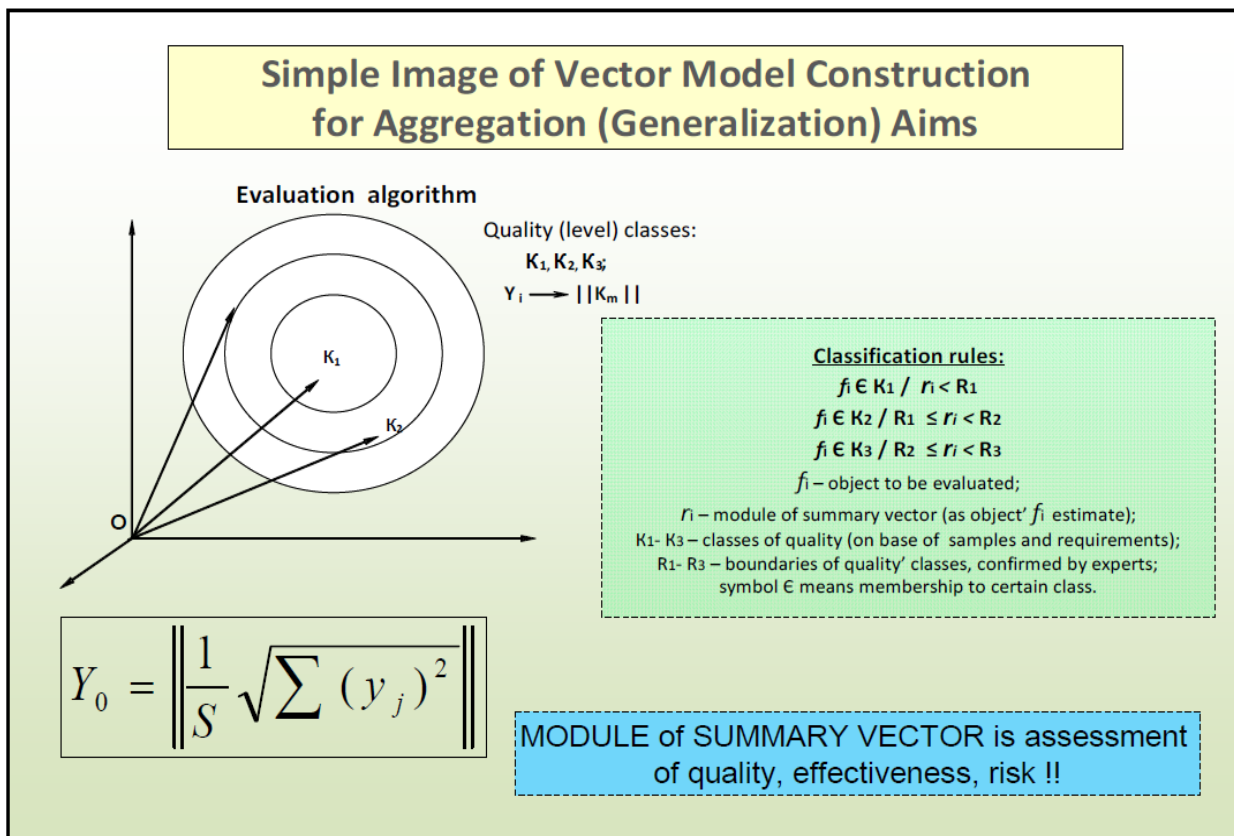 Simple Image of Vector Model Construction
for Aggregation (Generalization) Aims
Evaluation algorithm
Quality (level) classes:
K₁, K₂, K₃;
Y i ⟶ ||Kₘ||
K₁
K₂
O
Classification rules:
fi Є K1 / ri < R1
fi Є K2 / R1 ≤ ri < R2
fi Є K3 / R2 ≤ ri < R3
fi – object to be evaluated;
ri – module of summary vector (as object' fi estimate);
K1- K3 – classes of quality (on base of samples and requirements);
R1- R3 – boundaries of quality' classes, confirmed by experts;
symbol Є means membership to certain class.
Y₀ = ‖ 1/S √∑ (y j)² ‖
MODULE of SUMMARY VECTOR is assessment
of quality, effectiveness, risk !!